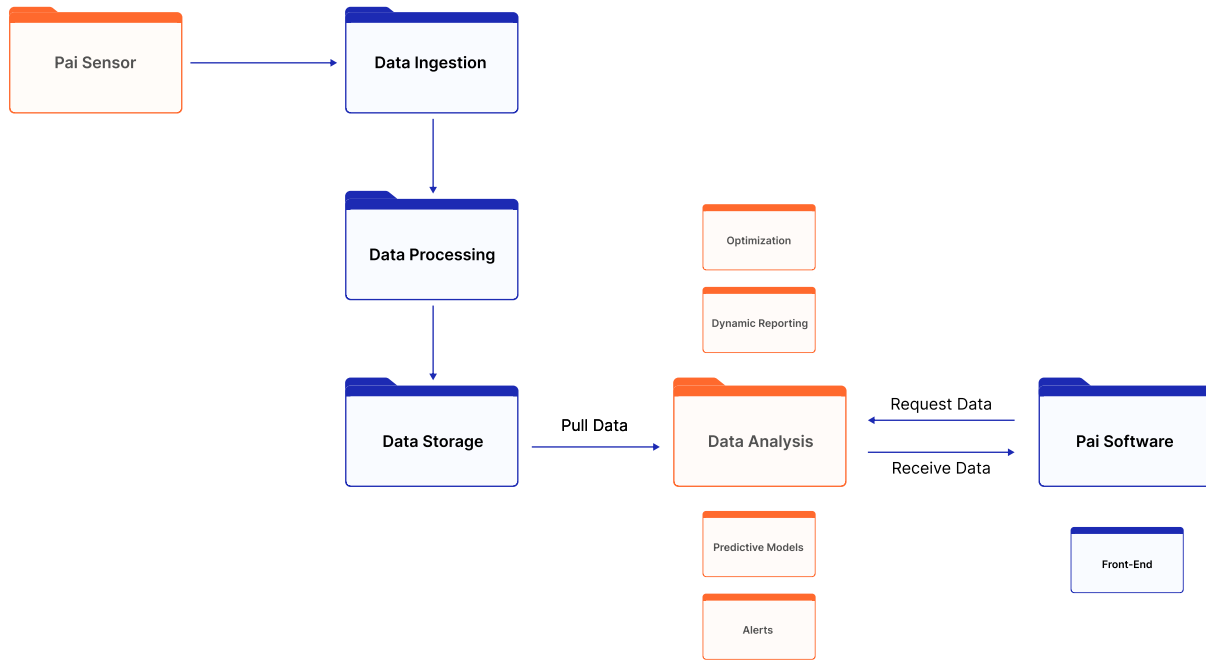 Pai Sensor
Data Ingestion
Data Processing
Optimization
Dynamic Reporting
Data Storage
Pull Data
Data Analysis
Request Data
Receive Data
Pai Software
Predictive Models
Front-End
Alerts